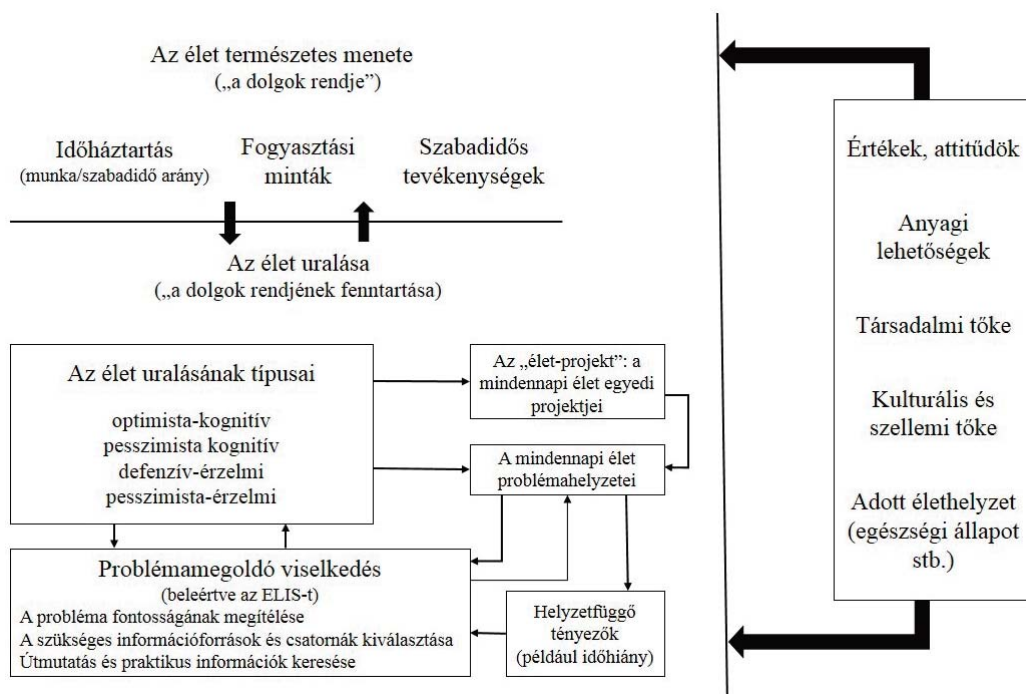 Az élet természetes menete
(„a dolgok rendje”)
Időháztartás
(munka/szabadidő arány)
Fogyasztási
minták
Szabadidős
tevékenységek
Az élet uralása
(„a dolgok rendjének fenntartása)
Az élet uralásának típusai
optimista-kognitív
pesszimista kognitív
defenzív-érzelmi
pesszimista-érzelmi
Az „élet-projekt”: a
mindennapi élet egyedi
projektjei
A mindennapi élet
problémahelyzetei
Problémamegoldó viselkedés
(beleértve az ELIS-t)
A probléma fontosságának megítélése
A szükséges információforrások és csatornák kiválasztása
Útmutatás és praktikus információk keresése
Helyzetfüggő
tényezők
(például időhiány)
Értékek, attitűdök
Anyagi
lehetőségek
Társadalmi tőke
Kulturális és
szellemi tőke
Adott élethelyzet
(egészségi állapot
stb.)